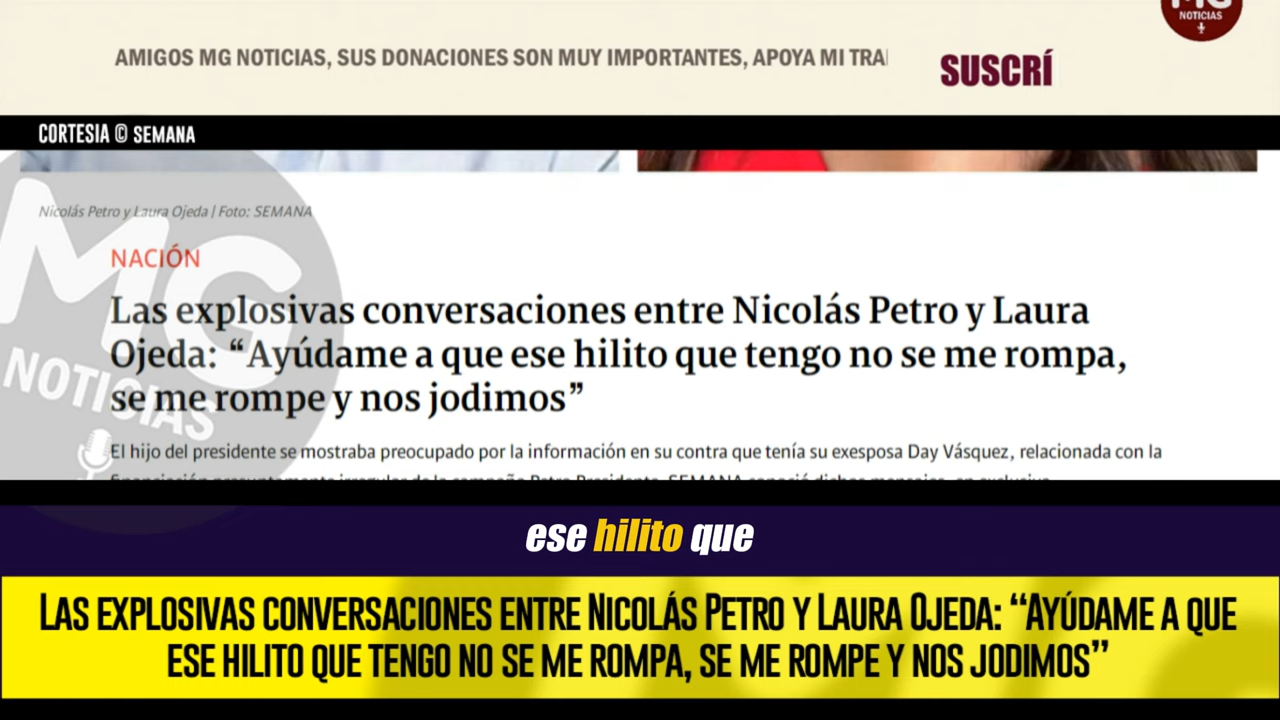 MG
NOTICIAS
AMIGOS MG NOTICIAS, SUS DONACIONES SON MUY IMPORTANTES, APOYA MI
SUSCRÍ
CORTESIA © SEMANA
Nicolás Petro y Laura Ojeda | Foto: SEMANA
MG
NOTICIAS
NACIÓN
Las explosivas conversaciones entre Nicolás Petro y Laura
Ojeda: “Ayúdame a que ese hilito que tengo no se me rompa,
se me rompe y nos jodimos”
El hijo del presidente se mostraba preocupado por la información en su contra que tenía su exesposa Day Vásquez, relacionada con la
ese hilito que
LAS EXPLOSIVAS CONVERSACIONES ENTRE NICOLÁS PETRO Y LAURA OJEDA: “AYÚDAME A QUE
ESE HILITO QUE TENGO NO SE ME ROMPA, SE ME ROMPE Y NOS JODIMOS”